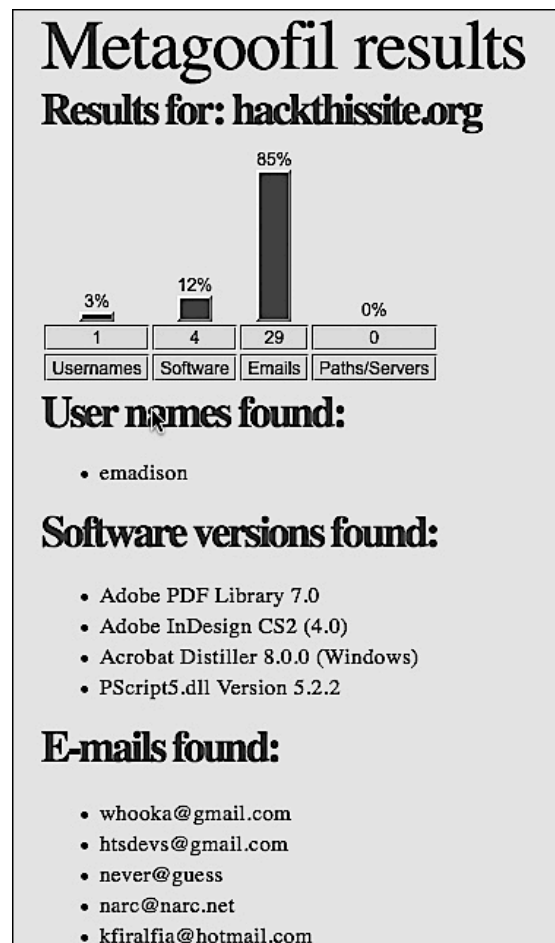 Metagoofil results
Results for: hackthissite.org
85%
12%
3%
0%
1 4 29 0
Usernames Software Emails Paths/Servers
User names found:
emadison
Software versions found:
Adobe PDF Library 7.0
Adobe InDesign CS2 (4.0)
Acrobat Distiller 8.0.0 (Windows)
PScript5.dll Version 5.2.2
E-mails found:
whooka@gmail.com
htsdevs@gmail.com
never@guess
narc@narc.net
kfiralfia@hotmail.com